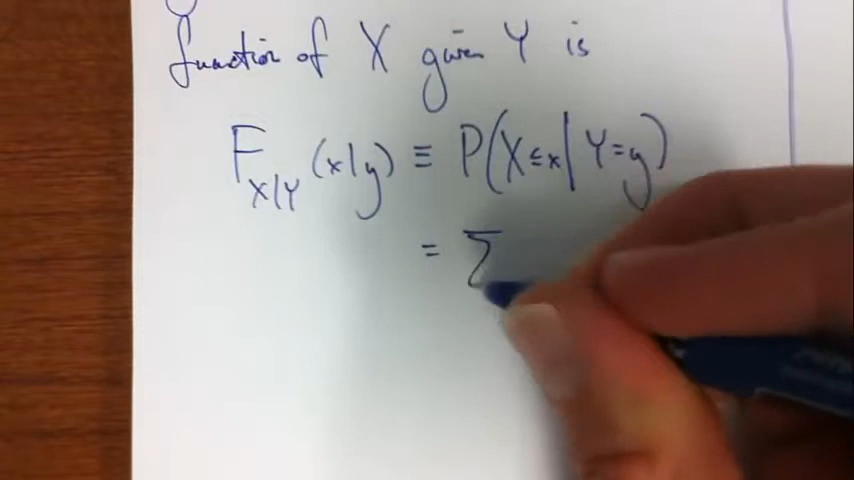 function of X given Y is
F_{X|Y} (x|y) ≡ P(X≤x | Y=y)
= Σ